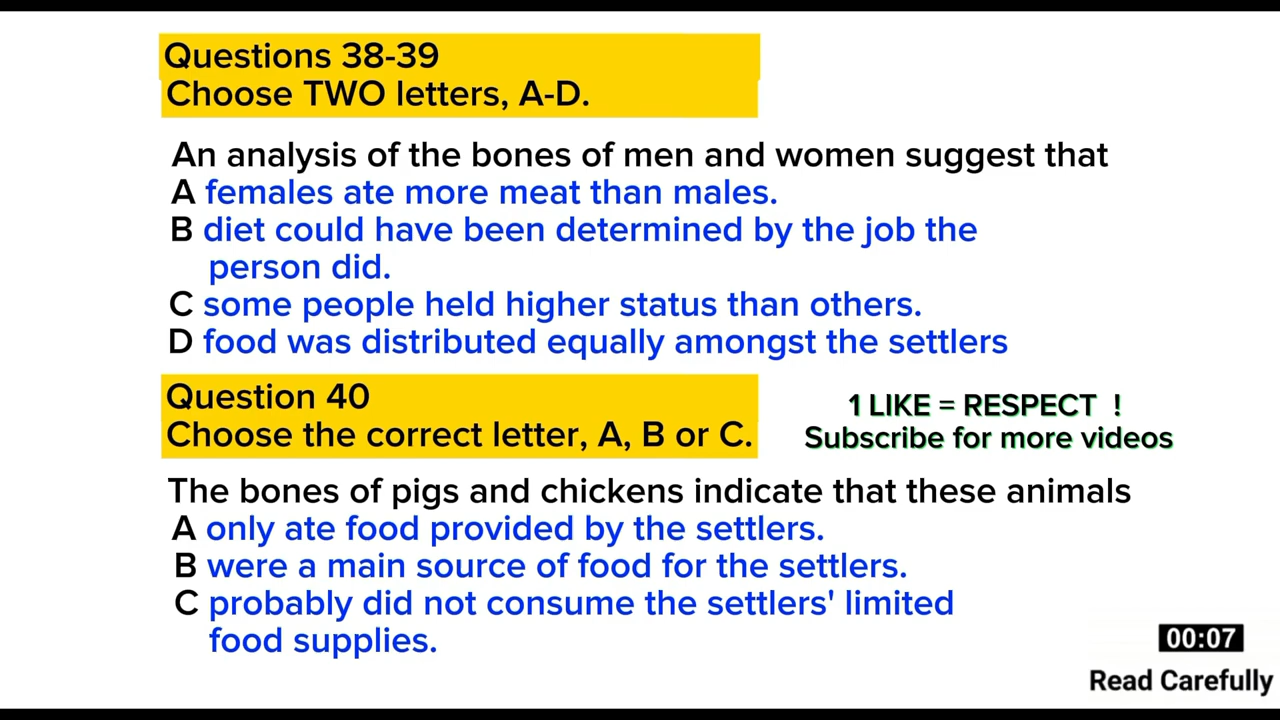 Questions 38-39
Choose TWO letters, A-D.
An analysis of the bones of men and women suggest that
A females ate more meat than males.
B diet could have been determined by the job the
person did.
C some people held higher status than others.
D food was distributed equally amongst the settlers
Question 40
Choose the correct letter, A, B or C.
1 LIKE = RESPECT !
Subscribe for more videos
The bones of pigs and chickens indicate that these animals
A only ate food provided by the settlers.
B were a main source of food for the settlers.
C probably did not consume the settlers' limited
food supplies.
00:07
Read Carefully